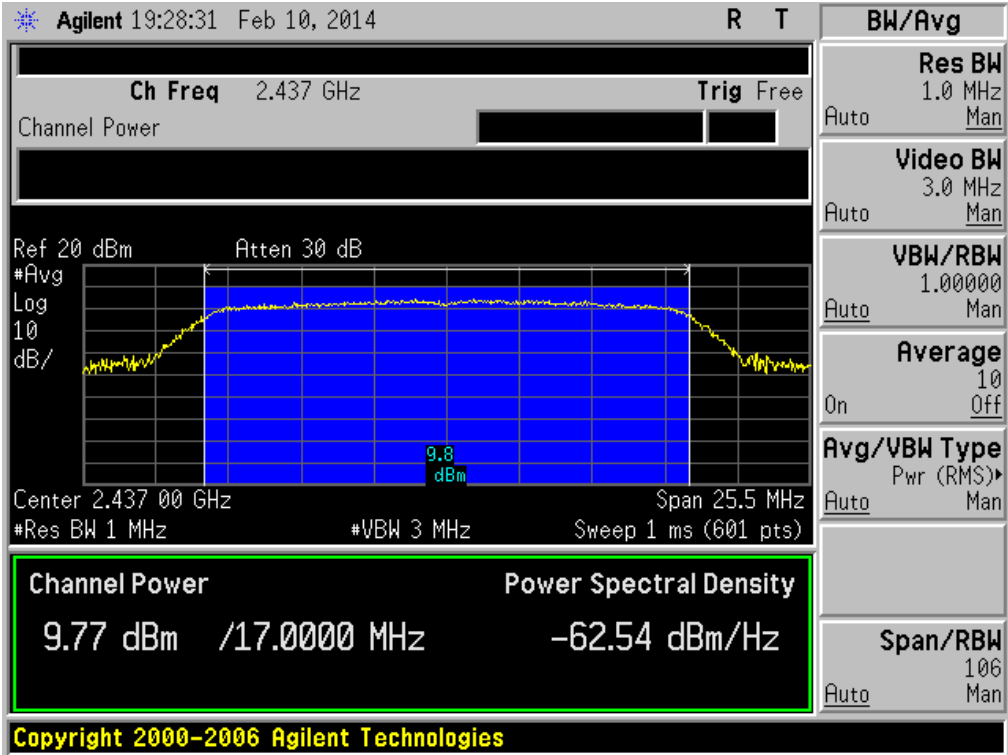 Agilent 19:28:31 Feb 10, 2014 R T
Ch Freq 2.437 GHz Trig Free
Channel Power
Ref 20 dBm Atten 30 dB
#Avg
Log
10
dB/
9.8
dBm
Center 2.437 00 GHz Span 25.5 MHz
#Res BW 1 MHz #VBW 3 MHz Sweep 1 ms (601 pts)
Channel Power Power Spectral Density
9.77 dBm /17.0000 MHz -62.54 dBm/Hz
BW/Avg
Res BW
1.0 MHz
Auto Man
Video BW
3.0 MHz
Auto Man
VBW/RBW
1.00000
Auto Man
Average
10
On Off
Avg/VBW Type
Pwr (RMS)▸
Auto Man
Span/RBW
106
Auto Man
Copyright 2000-2006 Agilent Technologies